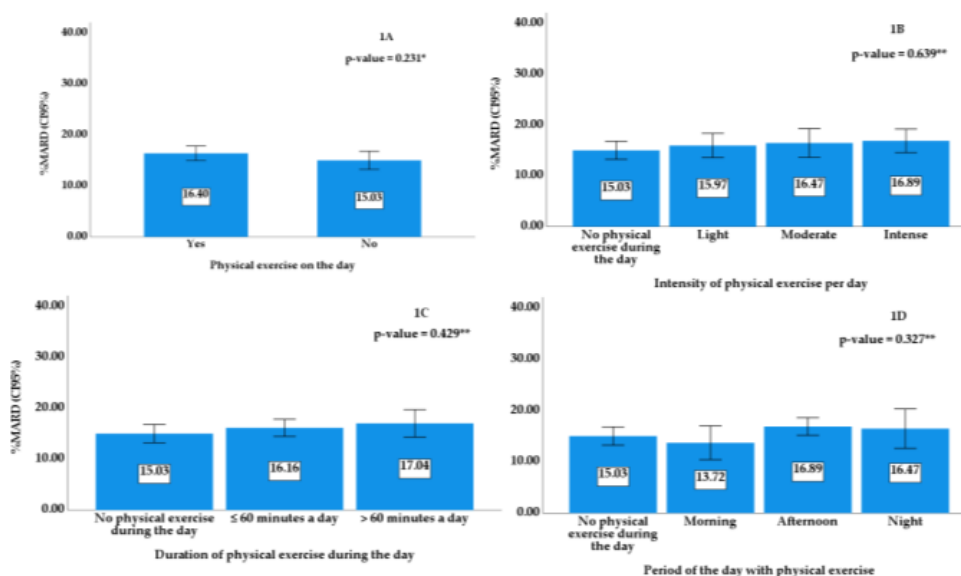 1A
p-value = 0.231*
%MARD (CI95%)
40.00
30.00
20.00
10.00
0.00
16.40
15.03
Yes
No
Physical exercise on the day
1B
p-value = 0.639**
%MARD (CI95%)
40.00
30.00
20.00
10.00
0.00
15.03
15.97
16.47
16.89
No physical
exercise during
the day
Light
Moderate
Intense
Intensity of physical exercise per day
1C
p-value = 0.429**
%MARD (CI95%)
40.00
30.00
20.00
10.00
0.00
15.03
16.16
17.04
No physical exercise
during the day
≤ 60 minutes a day
> 60 minutes a day
Duration of physical exercise during the day
1D
p-value = 0.327**
40.00
30.00
20.00
10.00
0.00
15.03
13.72
16.89
16.47
No physical
exercise during
the day
Morning
Afternoon
Night
Period of the day with physical exercise